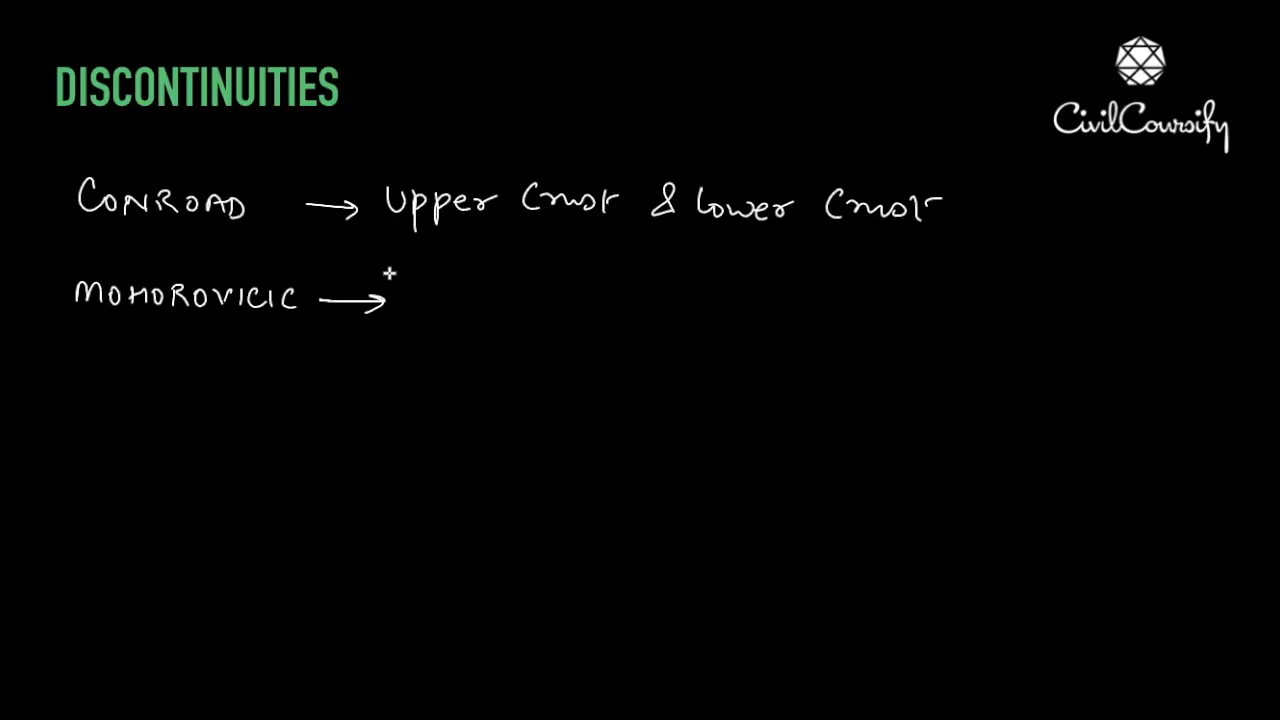 DISCONTINUITIES
CivilCoursify
CONROAD → Upper Crust & Lower Crust
MOHOROVICIC →